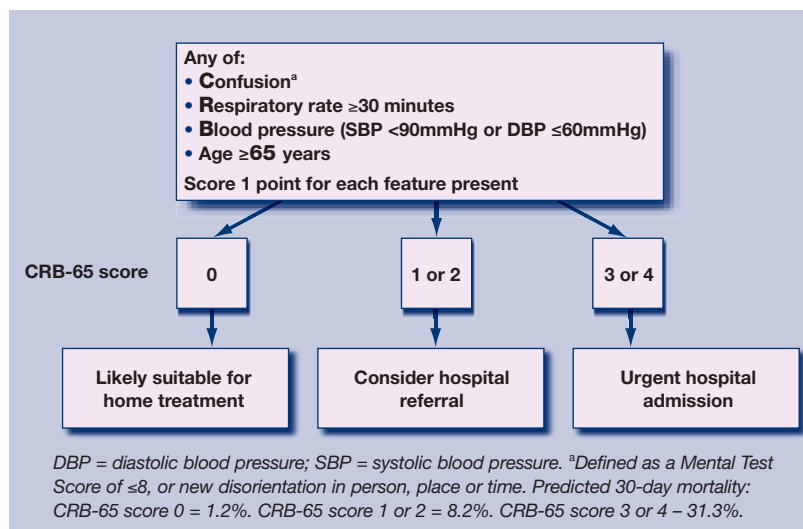 Any of:
• Confusionᵃ
• Respiratory rate ≥30 minutes
• Blood pressure (SBP <90mmHg or DBP ≤60mmHg)
• Age ≥65 years
Score 1 point for each feature present
CRB-65 score
0
1 or 2
3 or 4
Likely suitable for
home treatment
Consider hospital
referral
Urgent hospital
admission
DBP = diastolic blood pressure; SBP = systolic blood pressure. ᵃDefined as a Mental Test
Score of ≤8, or new disorientation in person, place or time. Predicted 30-day mortality:
CRB-65 score 0 = 1.2%. CRB-65 score 1 or 2 = 8.2%. CRB-65 score 3 or 4 – 31.3%.